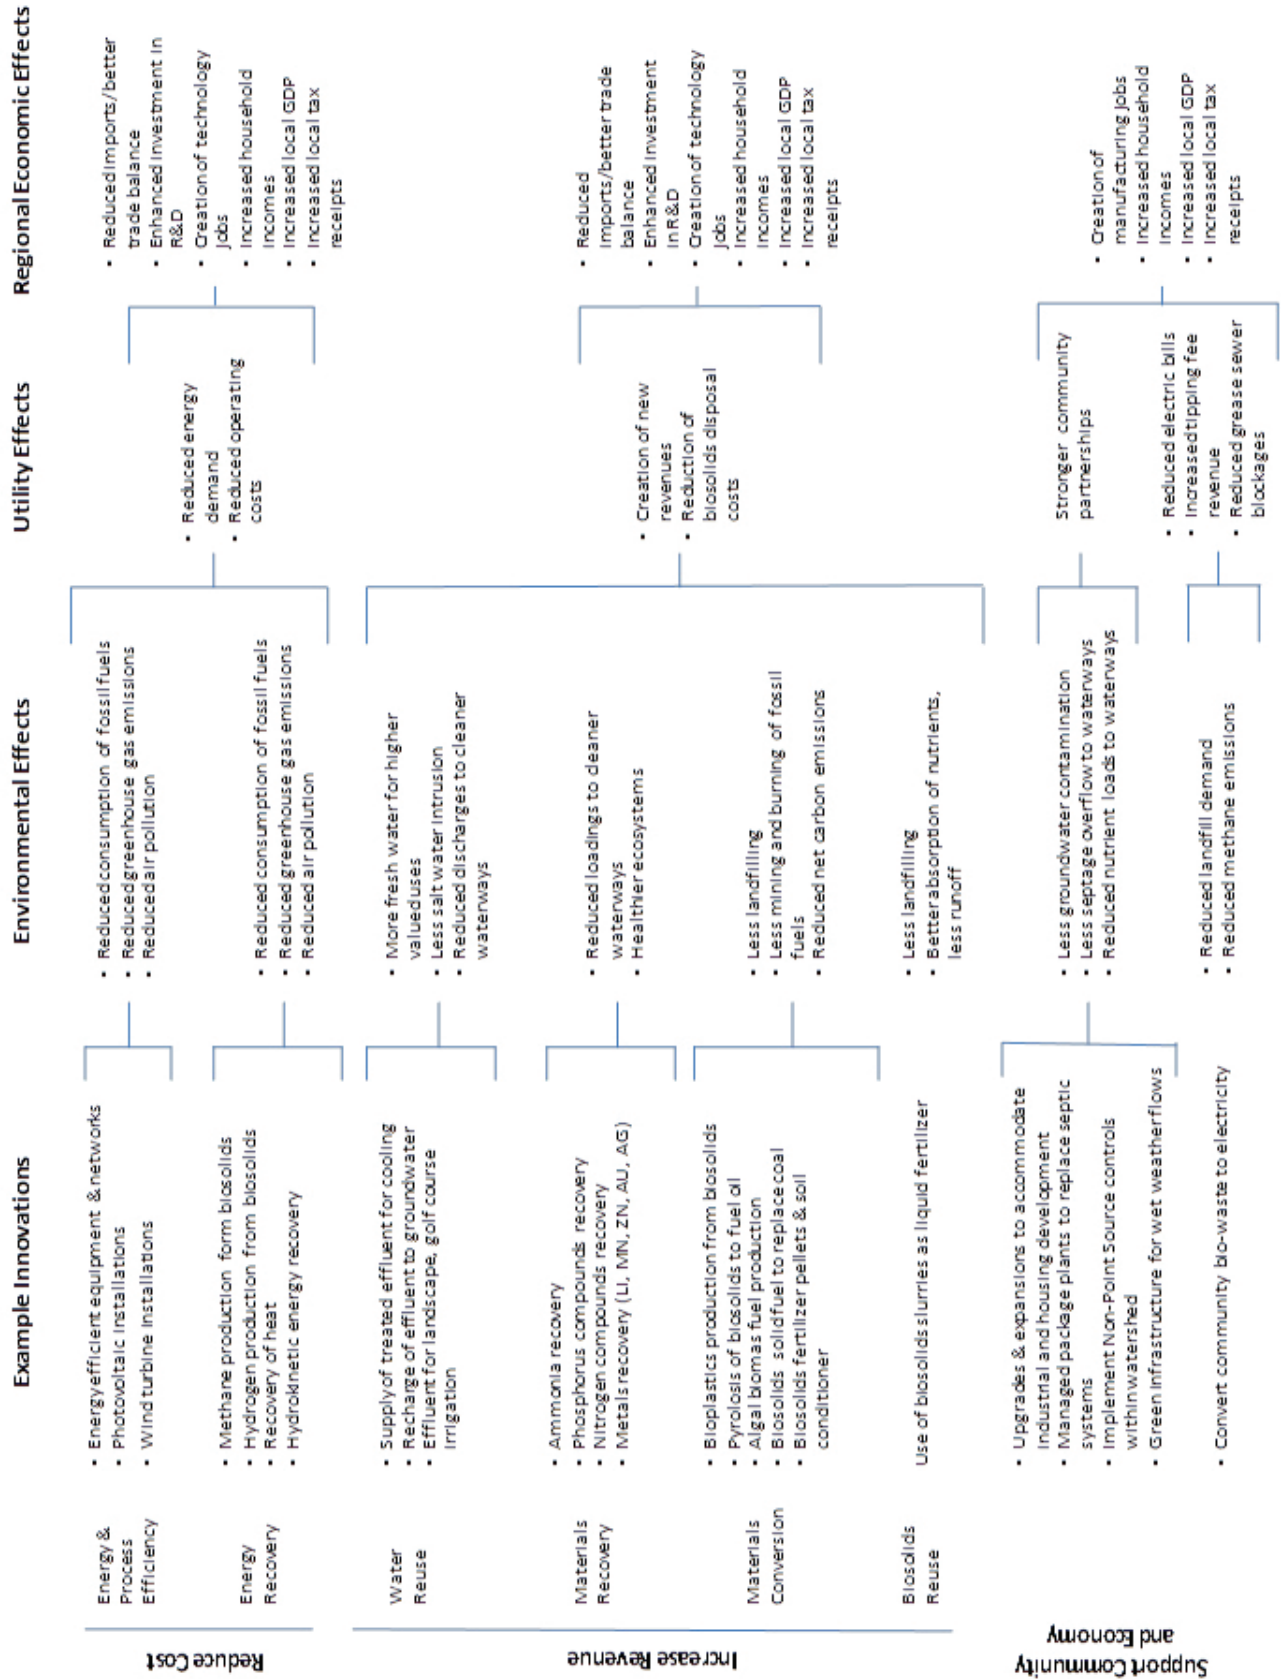 Example Innovations
Environmental Effects
Utility Effects
Regional Economic Effects
Reduce Cost
Energy &
Process
Efficiency
• Energy efficient equipment & networks
• Photovoltaic installations
• Wind turbine installations
• Reduced consumption of fossil fuels
• Reduced greenhouse gas emissions
• Reduced air pollution
Energy
Recovery
• Methane production form biosolids
• Hydrogen production from biosolids
• Recovery of heat
• Hydrokinetic energy recovery
• Reduced consumption of fossil fuels
• Reduced greenhouse gas emissions
• Reduced air pollution
• Reduced energy
demand
• Reduced operating
costs
• Reduced imports/better
trade balance
• Enhanced investment in
R&D
• Creation of technology
jobs
• Increased household
incomes
• Increased local GDP
• Increased local tax
receipts
Increase Revenue
Water
Reuse
• Supply of treated effluent for cooling
• Recharge of effluent to groundwater
• Effluent for landscape, golf course
irrigation
• More fresh water for higher
valued uses
• Less salt water intrusion
• Reduced discharges to cleaner
waterways
Materials
Recovery
• Ammonia recovery
• Phosphorus compounds recovery
• Nitrogen compounds recovery
• Metals recovery (LI, MN, ZN, AU, AG)
• Reduced loadings to cleaner
waterways
• Healthier ecosystems
Materials
Conversion
• Bioplastics production from biosolids
• Pyrolosis of biosolids to fuel oil
• Algal biomas fuel production
• Biosolids solid fuel to replace coal
• Biosolids fertilizer pellets & soil
conditioner
• Less landfilling
• Less mining and burning of fossil
fuels
• Reduced net carbon emissions
Biosolids
Reuse
Use of biosolids slurries as liquid fertilizer
• Less landfilling
• Better absorption of nutrients,
less runoff
• Creation of new
revenues
• Reduction of
biosolids disposal
costs
• Reduced
imports/better trade
balance
• Enhanced investment
in R&D
• Creation of technology
jobs
• Increased household
incomes
• Increased local GDP
• Increased local tax
receipts
Support Community
and Economy
• Upgrades & expansions to accommodate
industrial and housing development
• Managed package plants to replace septic
systems
• Implement Non-Point Source controls
within watershed
• Green infrastructure for wet weather flows
• Less groundwater contamination
• Less septage overflow to waterways
• Reduced nutrient loads to waterways
Stronger community
partnerships
• Convert community bio-waste to electricity
• Reduced landfill demand
• Reduced methane emissions
• Reduced electric bills
• Increased tipping fee
revenue
• Reduced grease sewer
blockages
• Creation of
manufacturing jobs
• Increased household
incomes
• Increased local GDP
• Increased local tax
receipts